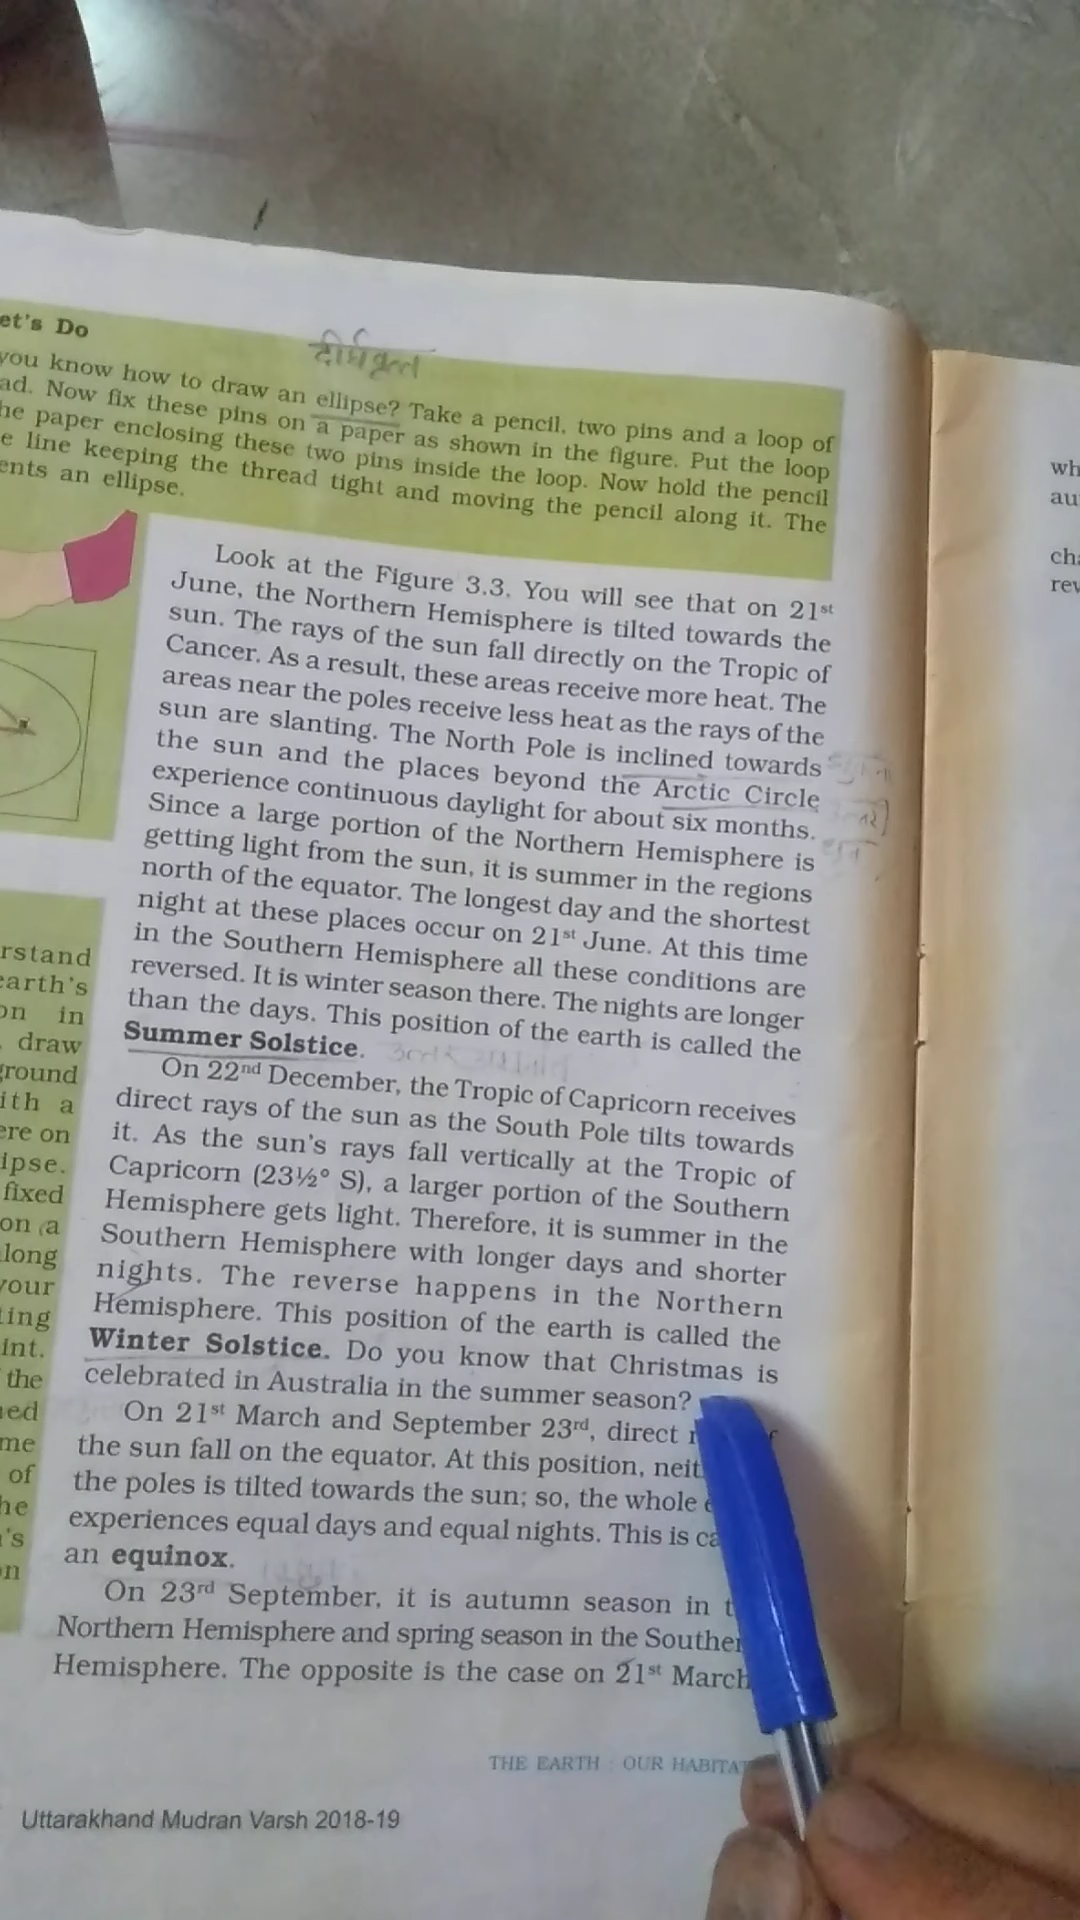 et's Do
दीर्घवृत्त
you know how to draw an ellipse? Take a pencil, two pins and a loop of
ad. Now fix these pins on a paper as shown in the figure. Put the loop
he paper enclosing these two pins inside the loop. Now hold the pencil
e line keeping the thread tight and moving the pencil along it. The
ents an ellipse.
Look at the Figure 3.3. You will see that on 21st
June, the Northern Hemisphere is tilted towards the
sun. The rays of the sun fall directly on the Tropic of
Cancer. As a result, these areas receive more heat. The
areas near the poles receive less heat as the rays of the
sun are slanting. The North Pole is inclined towards
the sun and the places beyond the Arctic Circle
experience continuous daylight for about six months.
Since a large portion of the Northern Hemisphere is
getting light from the sun, it is summer in the regions
north of the equator. The longest day and the shortest
night at these places occur on 21st June. At this time
in the Southern Hemisphere all these conditions are
reversed. It is winter season there. The nights are longer
than the days. This position of the earth is called the
Summer Solstice.
On 22nd December, the Tropic of Capricorn receives
direct rays of the sun as the South Pole tilts towards
it. As the sun's rays fall vertically at the Tropic of
Capricorn (23½° S), a larger portion of the Southern
Hemisphere gets light. Therefore, it is summer in the
Southern Hemisphere with longer days and shorter
nights. The reverse happens in the Northern
Hemisphere. This position of the earth is called the
Winter Solstice. Do you know that Christmas is
celebrated in Australia in the summer season?
On 21st March and September 23rd, direct r
the sun fall on the equator. At this position, neit
the poles is tilted towards the sun; so, the whole e
experiences equal days and equal nights. This is ca
an equinox.
On 23rd September, it is autumn season in t
Northern Hemisphere and spring season in the Souther
Hemisphere. The opposite is the case on 21st March
THE EARTH : OUR HABITAT
Uttarakhand Mudran Varsh 2018-19
rstand
earth's
on in
draw
ground
ith a
ere on
ipse.
fixed
on a
long
your
ting
int.
the
ned
me
of
he
's
on
wh
au
cha
rev